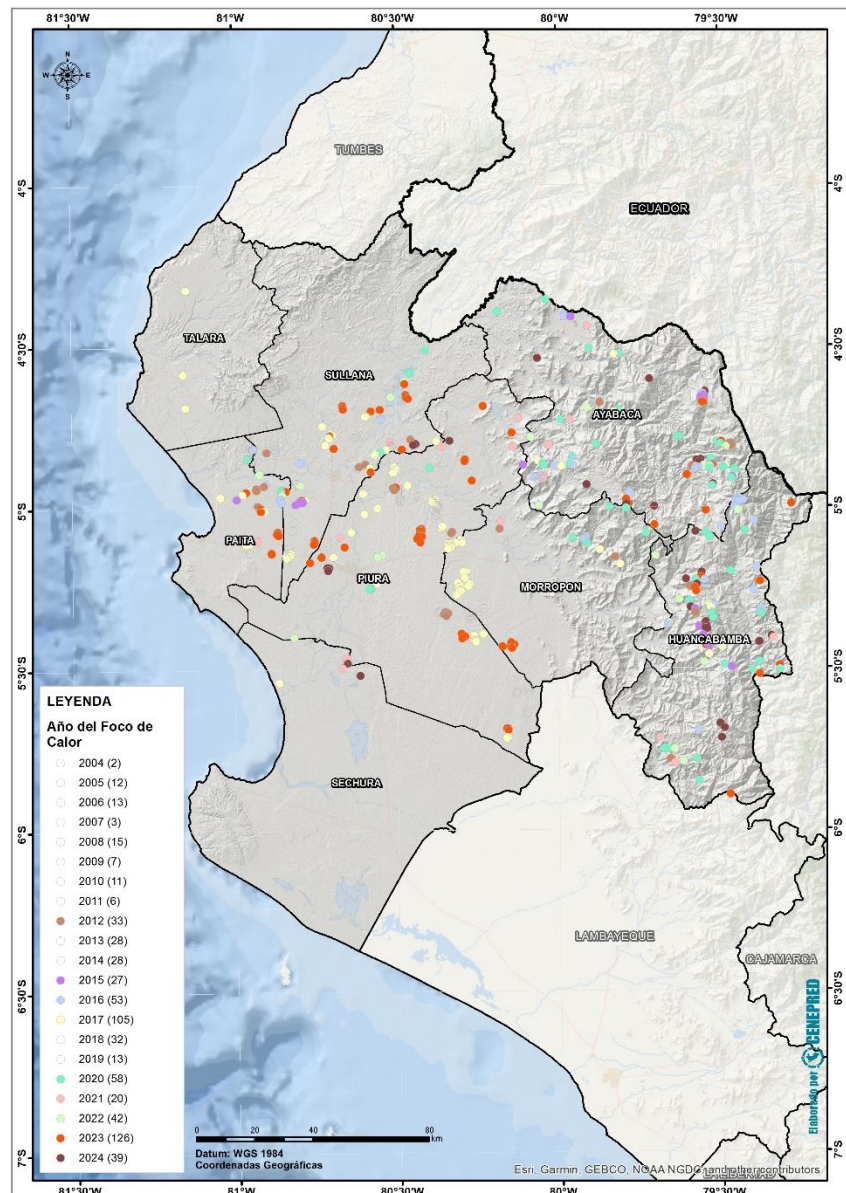 81°30'W
81°W
80°30'W
80°W
79°30'W
N
W
E
S
TUMBES
4°S
4°S
ECUADOR
TALARA
4°30'S
4°30'S
SULLANA
AYABACA
5°S
5°S
PAITA
PIURA
MORROPON
HUANCABAMBA
5°30'S
5°30'S
LEYENDA
Año del Foco de
Calor
2004 (2)
2005 (12)
2006 (13)
2007 (3)
2008 (15)
2009 (7)
2010 (11)
2011 (6)
2012 (33)
2013 (28)
2014 (28)
2015 (27)
2016 (53)
2017 (105)
2018 (32)
2019 (13)
2020 (58)
2021 (20)
2022 (42)
2023 (126)
2024 (39)
SECHURA
6°S
6°S
LAMBAYEQUE
CAJAMARCA
6°30'S
6°30'S
Elaborado por CENEPRED
0 20 40 80
km
Datum: WGS 1984
Coordenadas Geográficas
7°S
7°S
Esri, Garmin, GEBCO, NOAA NGDC, and other contributors
LA LIBERTAD
81°30'W
81°W
80°30'W
80°W
79°30'W